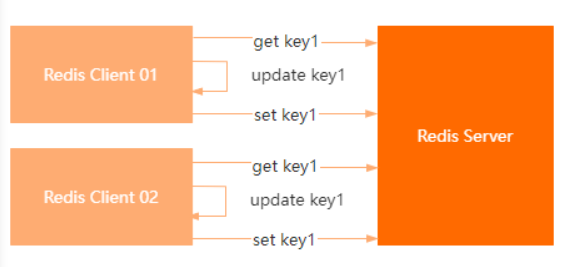 get key1
Redis Client 01
update key1
set key1
Redis Server
get key1
Redis Client 02
update key1
set key1